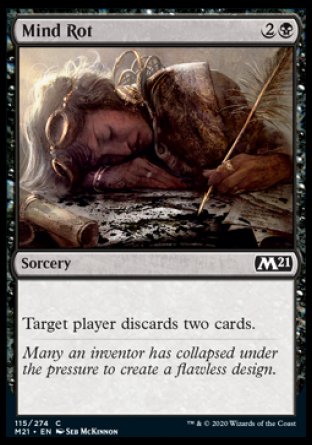 Mind Rot 2
Sorcery M21
Target player discards two cards.
Many an inventor has collapsed under
the pressure to create a flawless design.
115/274 C
M21 • EN Seb McKinnon ™ & © 2020 Wizards of the Coast